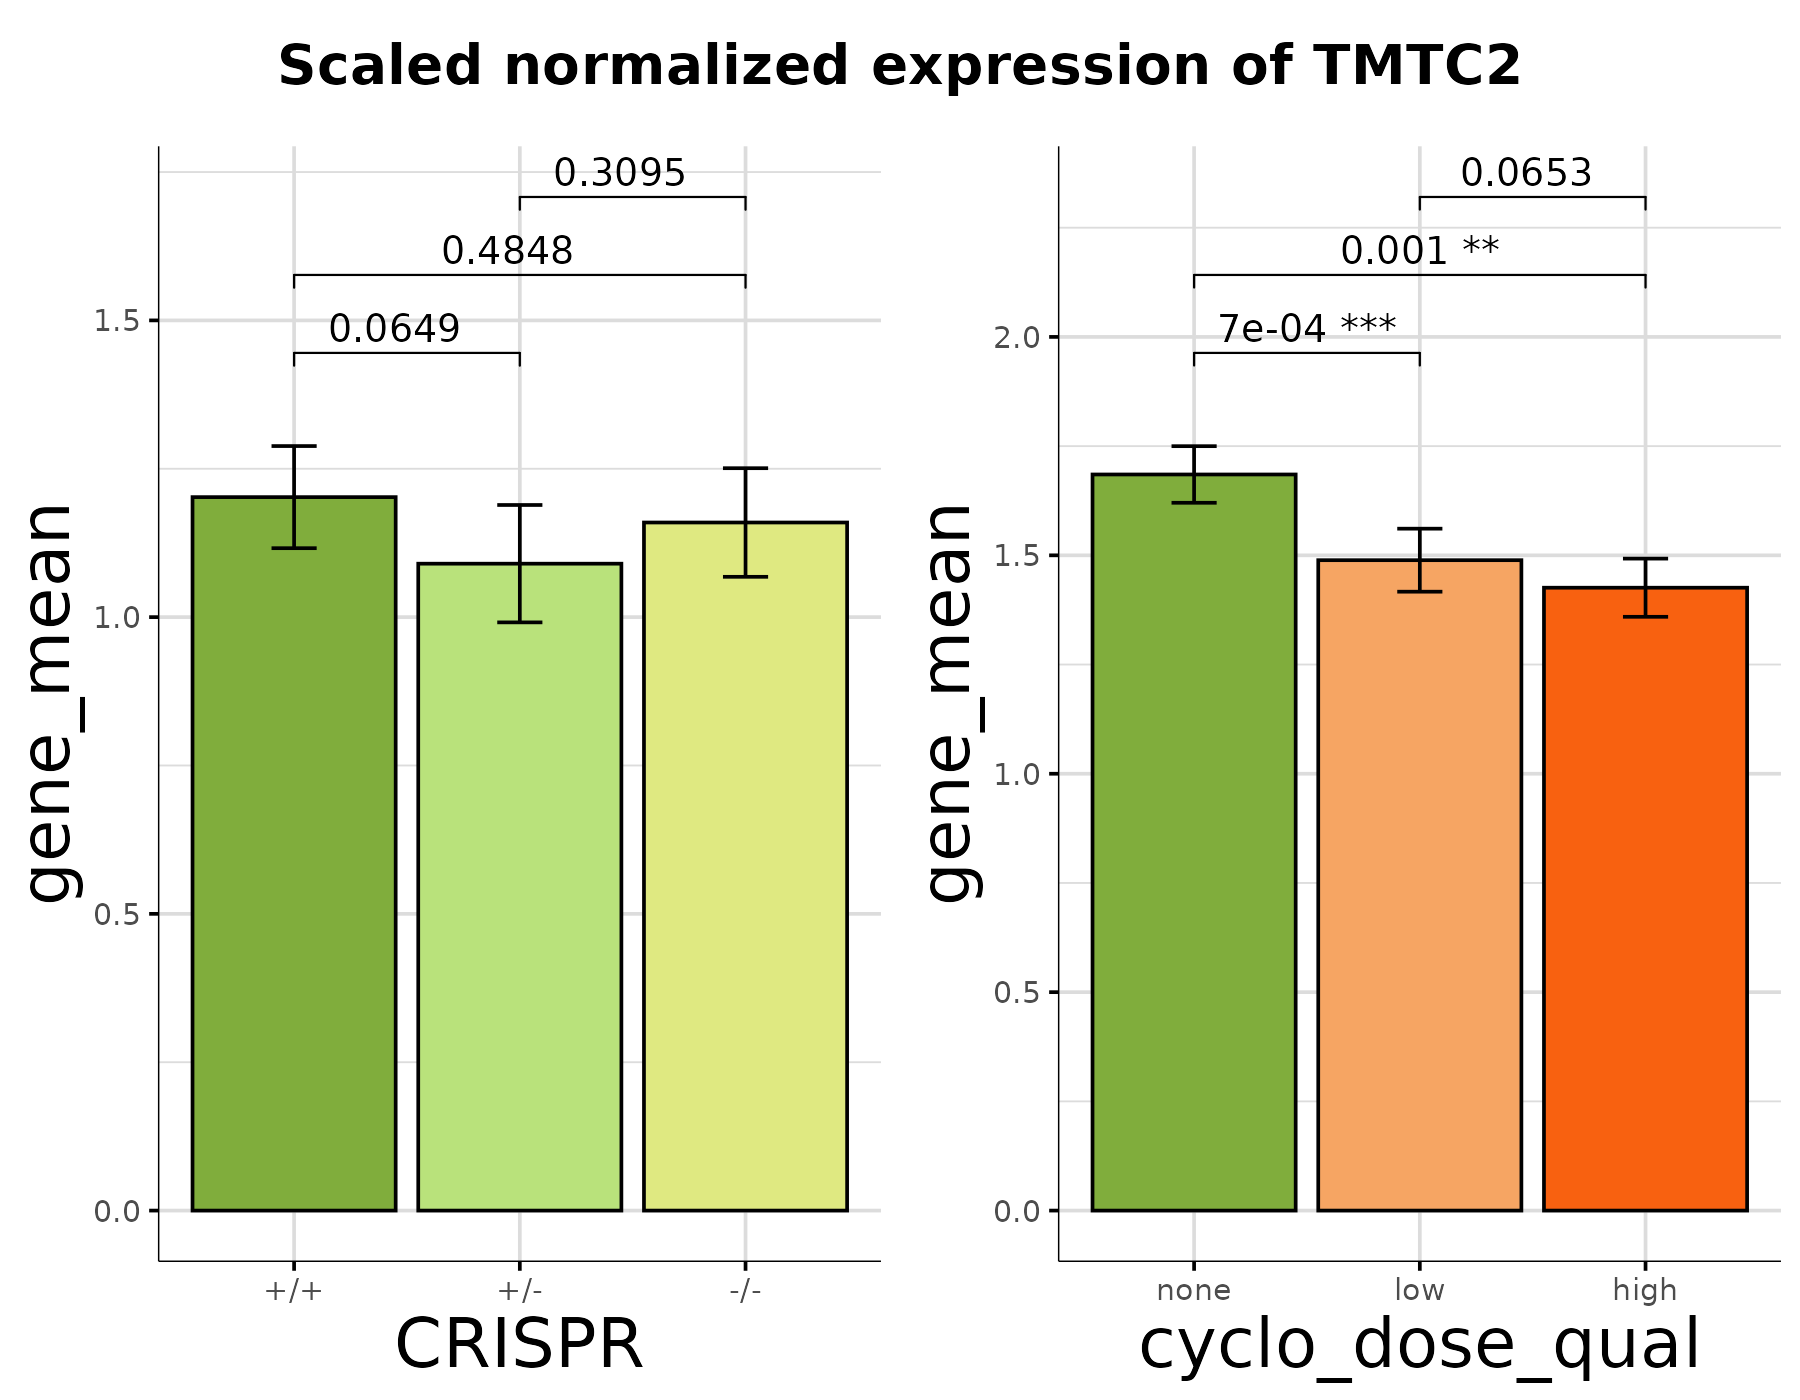 Scaled normalized expression of TMTC2
gene_mean
0.3095
0.4848
0.0649
1.5
1.0
0.5
0.0
+/+ +/- -/-
CRISPR
gene_mean
0.0653
0.001 **
7e-04 ***
2.0
1.5
1.0
0.5
0.0
none low high
cyclo_dose_qual